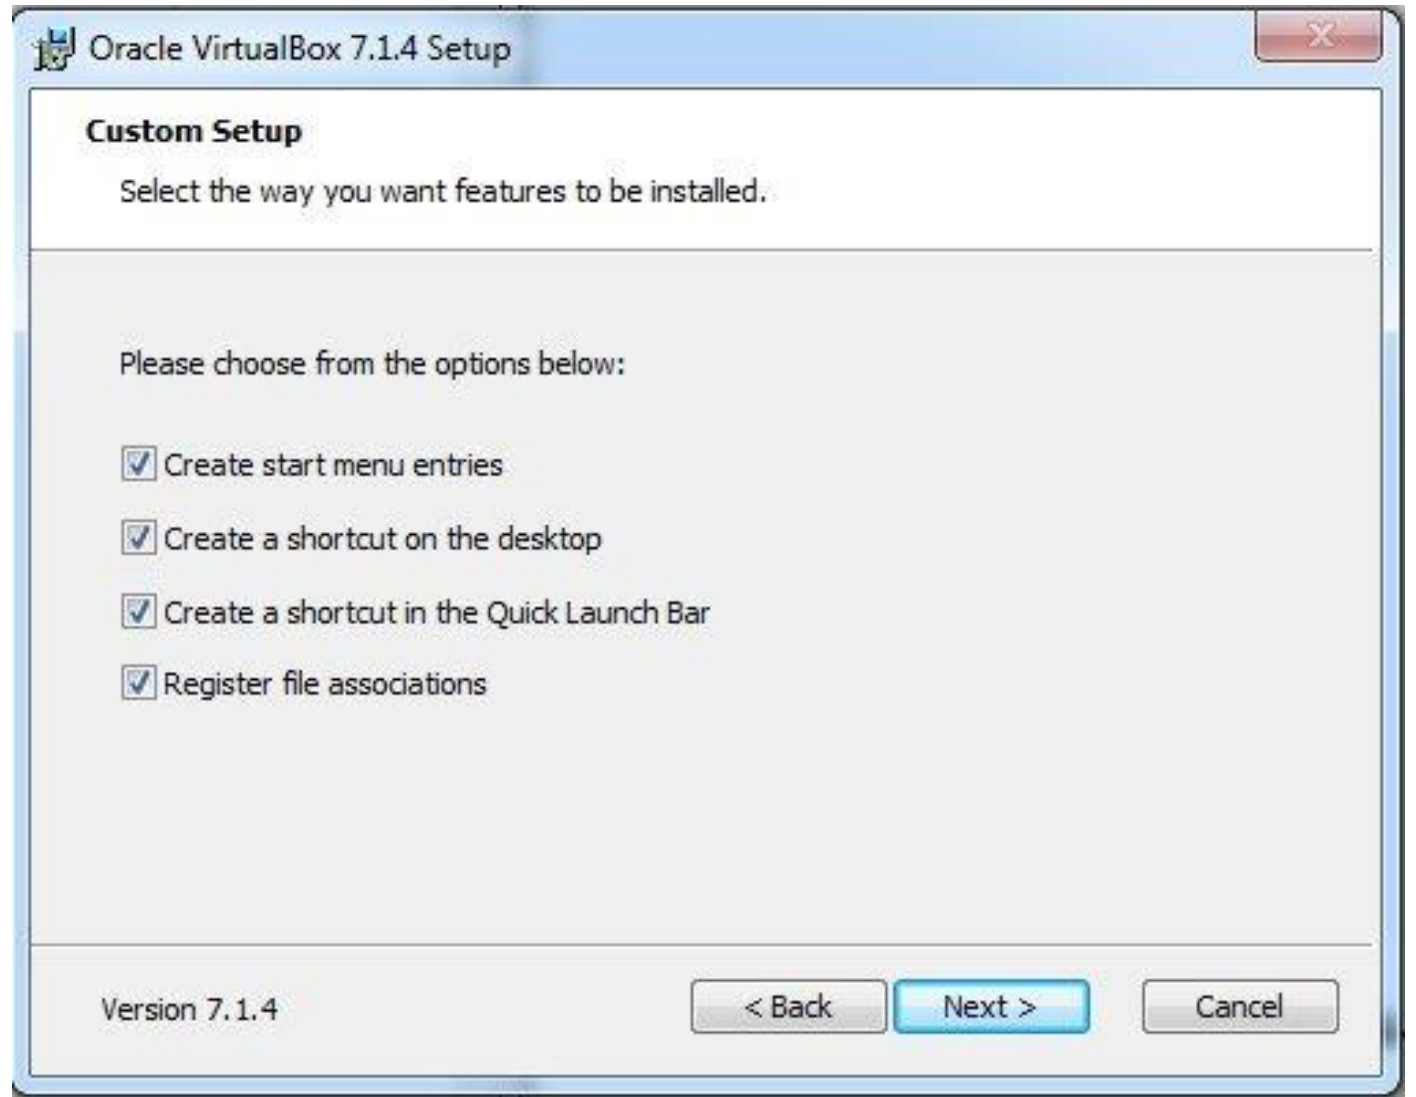 Oracle VirtualBox 7.1.4 Setup
Custom Setup
Select the way you want features to be installed.
Please choose from the options below:
Create start menu entries
Create a shortcut on the desktop
Create a shortcut in the Quick Launch Bar
Register file associations
Version 7.1.4
< Back
Next >
Cancel